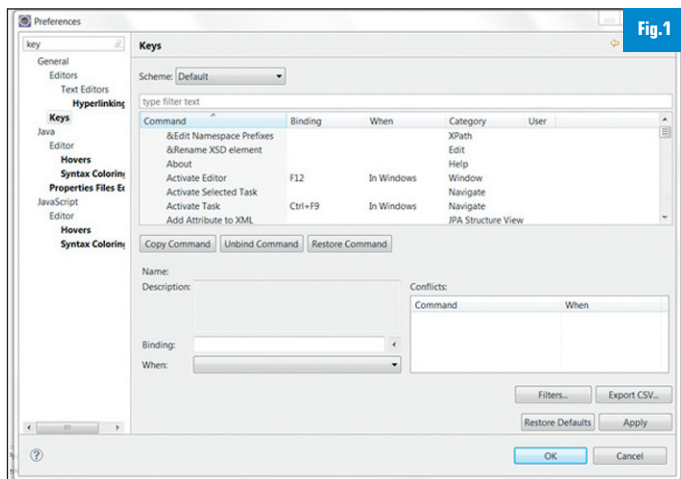 Preferences
Fig.1
key
General
Editors
Text Editors
Hyperlinking
Keys
Java
Editor
Hovers
Syntax Coloring
Properties Files Ec
JavaScript
Editor
Hovers
Syntax Coloring
Keys
Scheme: Default
type filter text
Command Binding When Category User
&Edit Namespace Prefixes XPath
&Rename XSD element Edit
About Help
Activate Editor F12 In Windows Window
Activate Selected Task Navigate
Activate Task Ctrl+F9 In Windows Navigate
Add Attribute to XML JPA Structure View
Copy Command Unbind Command Restore Command
Name:
Description:
Conflicts:
Command When
Binding:
When:
Filters... Export CSV...
Restore Defaults Apply
OK Cancel